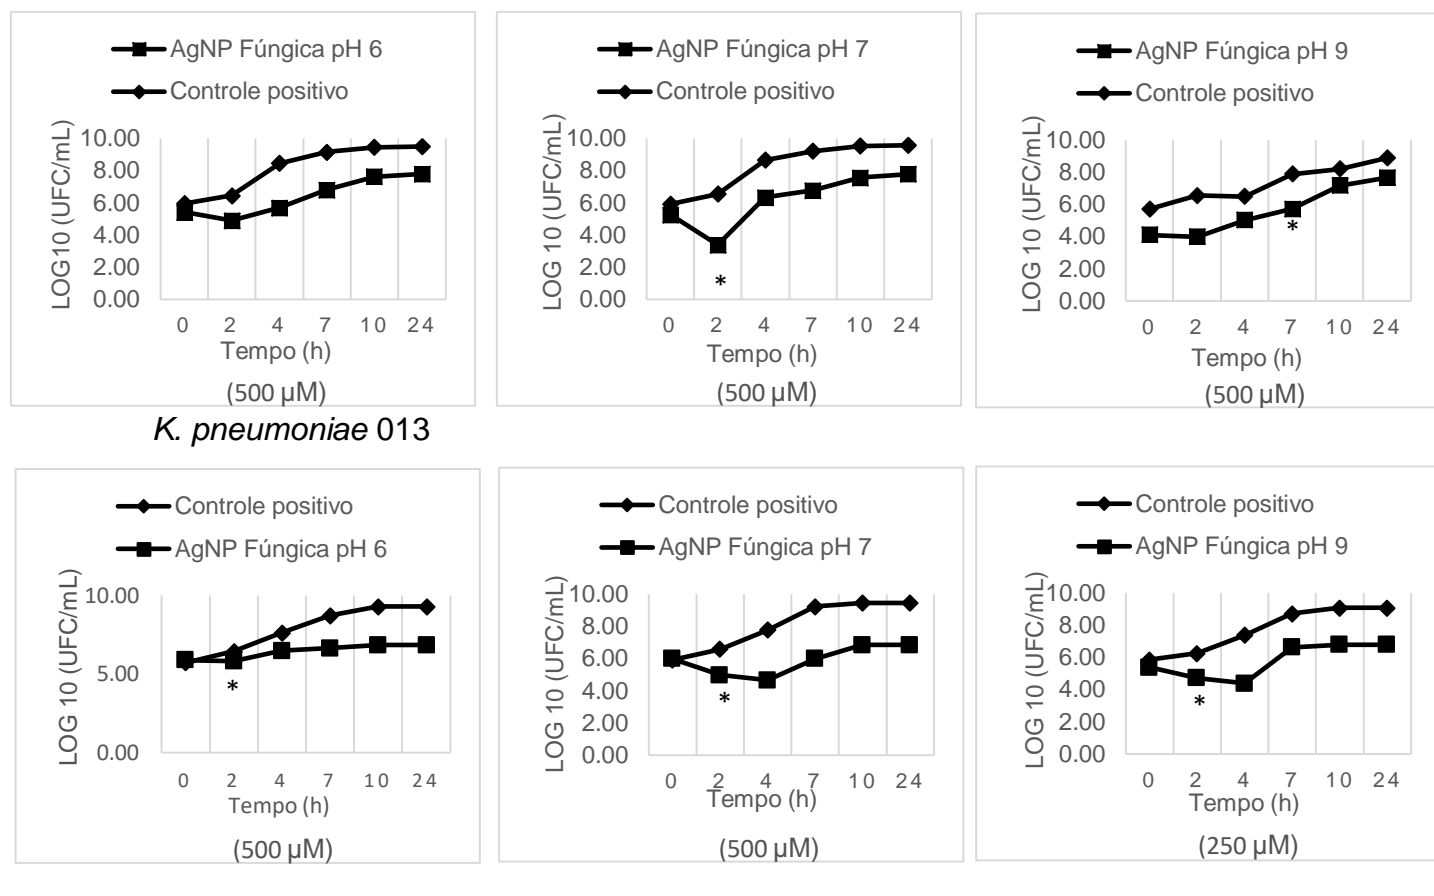 AgNP Fúngica pH 6
Controle positivo
LOG10 (UFC/mL)
10.00
8.00
6.00
4.00
2.00
0.00
0 2 4 7 10 24
Tempo (h)
(500 µM)
AgNP Fúngica pH 7
Controle positivo
LOG 10 (UFC/mL)
10.00
8.00
6.00
4.00
2.00
0.00
*
0 2 4 7 10 24
Tempo (h)
(500 µM)
AgNP Fúngica pH 9
Controle positivo
LOG 10 (UFC/mL)
10.00
8.00
6.00
4.00
2.00
0.00
*
0 2 4 7 10 24
Tempo (h)
(500 µM)
K. pneumoniae 013
Controle positivo
AgNP Fúngica pH 6
LOG 10 (UFC/mL)
10.00
5.00
0.00
*
0 2 4 7 10 24
Tempo (h)
(500 µM)
Controle positivo
AgNP Fúngica pH 7
LOG 10 (UFC/mL)
10.00
8.00
6.00
4.00
2.00
0.00
*
0 2 4 7 10 24
Tempo (h)
(500 µM)
Controle positivo
AgNP Fúngica pH 9
LOG 10 (UFC/mL)
10.00
8.00
6.00
4.00
2.00
0.00
*
0 2 4 7 10 24
Tempo (h)
(250 µM)